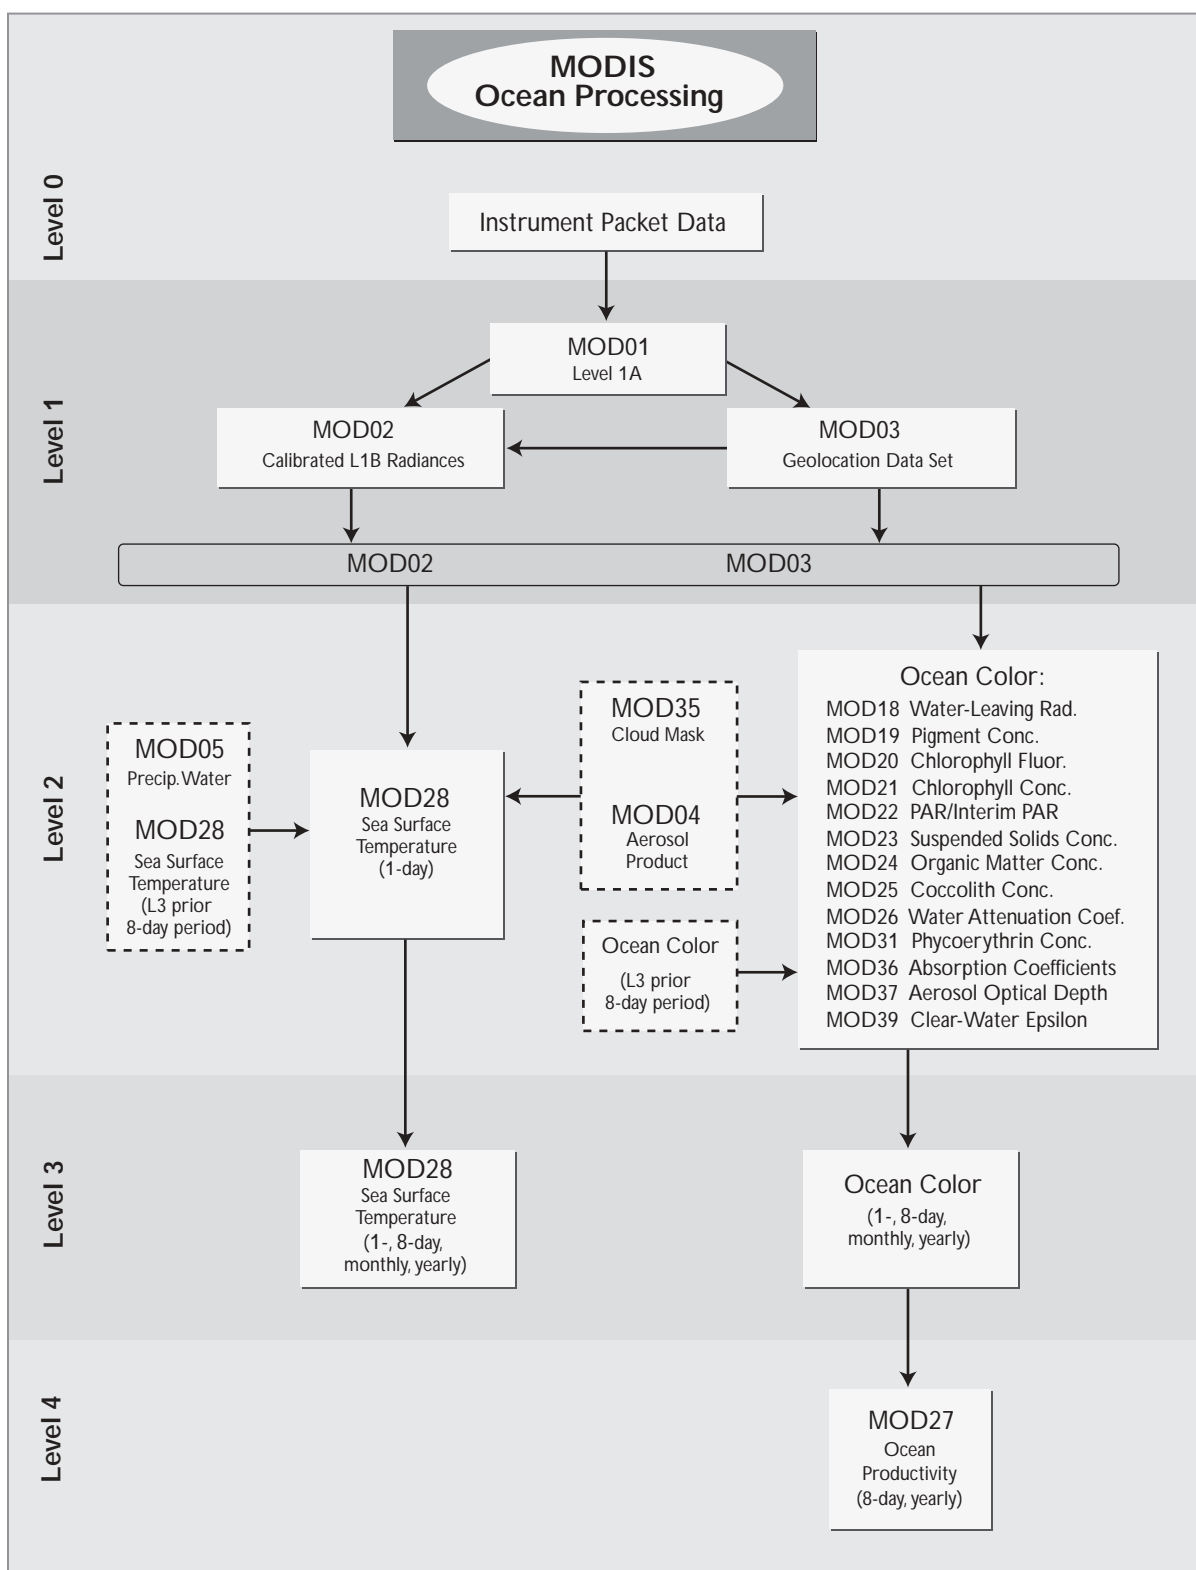 MODIS
Ocean Processing
Level 0
Instrument Packet Data
Level 1
MOD01
Level 1A
MOD02
Calibrated L1B Radiances
MOD03
Geolocation Data Set
MOD02
MOD03
Level 2
MOD05
Precip. Water
MOD28
Sea Surface
Temperature
(L3 prior
8-day period)
MOD28
Sea Surface
Temperature
(1-day)
MOD35
Cloud Mask
MOD04
Aerosol
Product
Ocean Color
(L3 prior
8-day period)
Ocean Color:
MOD18 Water-Leaving Rad.
MOD19 Pigment Conc.
MOD20 Chlorophyll Fluor.
MOD21 Chlorophyll Conc.
MOD22 PAR/Interim PAR
MOD23 Suspended Solids Conc.
MOD24 Organic Matter Conc.
MOD25 Coccolith Conc.
MOD26 Water Attenuation Coef.
MOD31 Phycoerythrin Conc.
MOD36 Absorption Coefficients
MOD37 Aerosol Optical Depth
MOD39 Clear-Water Epsilon
Level 3
MOD28
Sea Surface
Temperature
(1-, 8-day,
monthly, yearly)
Ocean Color
(1-, 8-day,
monthly, yearly)
Level 4
MOD27
Ocean
Productivity
(8-day, yearly)